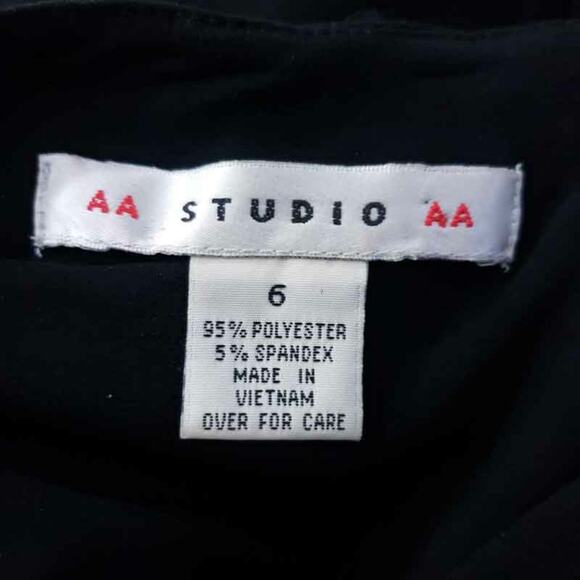 AA STUDIO AA
6
95% POLYESTER
5% SPANDEX
MADE IN
VIETNAM
OVER FOR CARE